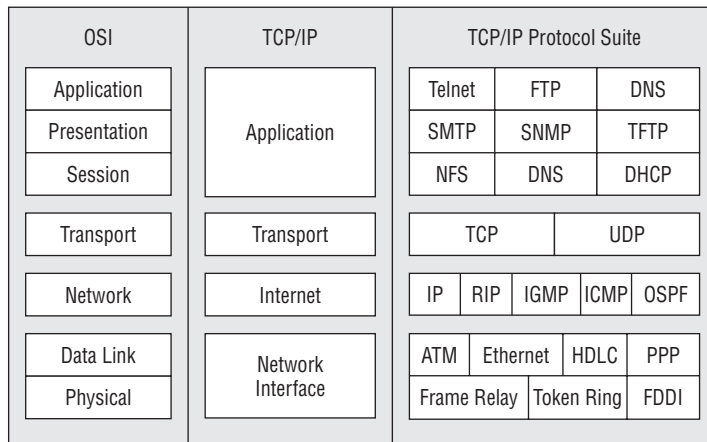 OSI
TCP/IP
TCP/IP Protocol Suite
Application
Presentation
Session
Application
Telnet FTP DNS
SMTP SNMP TFTP
NFS DNS DHCP
Transport
Transport
TCP UDP
Network
Internet
IP RIP IGMP ICMP OSPF
Data Link
Physical
Network
Interface
ATM Ethernet HDLC PPP
Frame Relay Token Ring FDDI